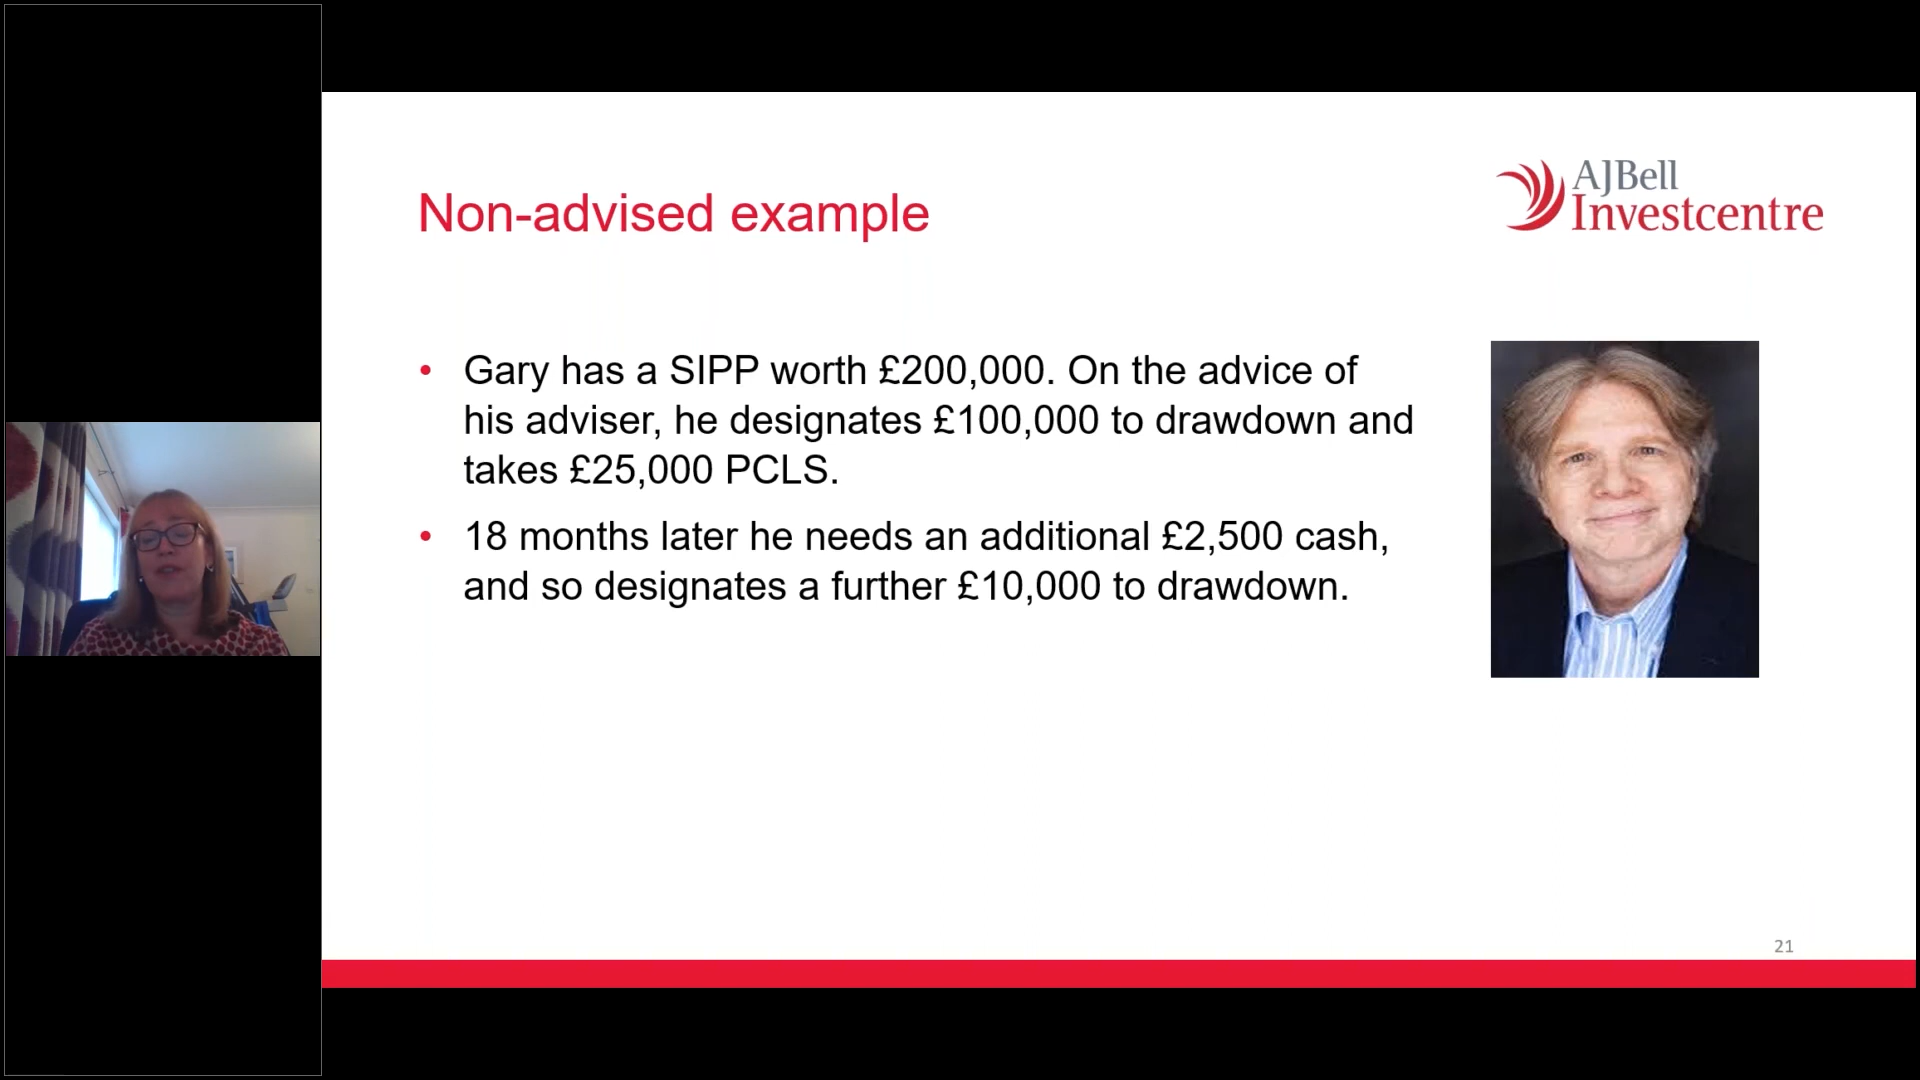 AJBell
Investcentre
Non-advised example
• Gary has a SIPP worth £200,000. On the advice of
his adviser, he designates £100,000 to drawdown and
takes £25,000 PCLS.
• 18 months later he needs an additional £2,500 cash,
and so designates a further £10,000 to drawdown.
21